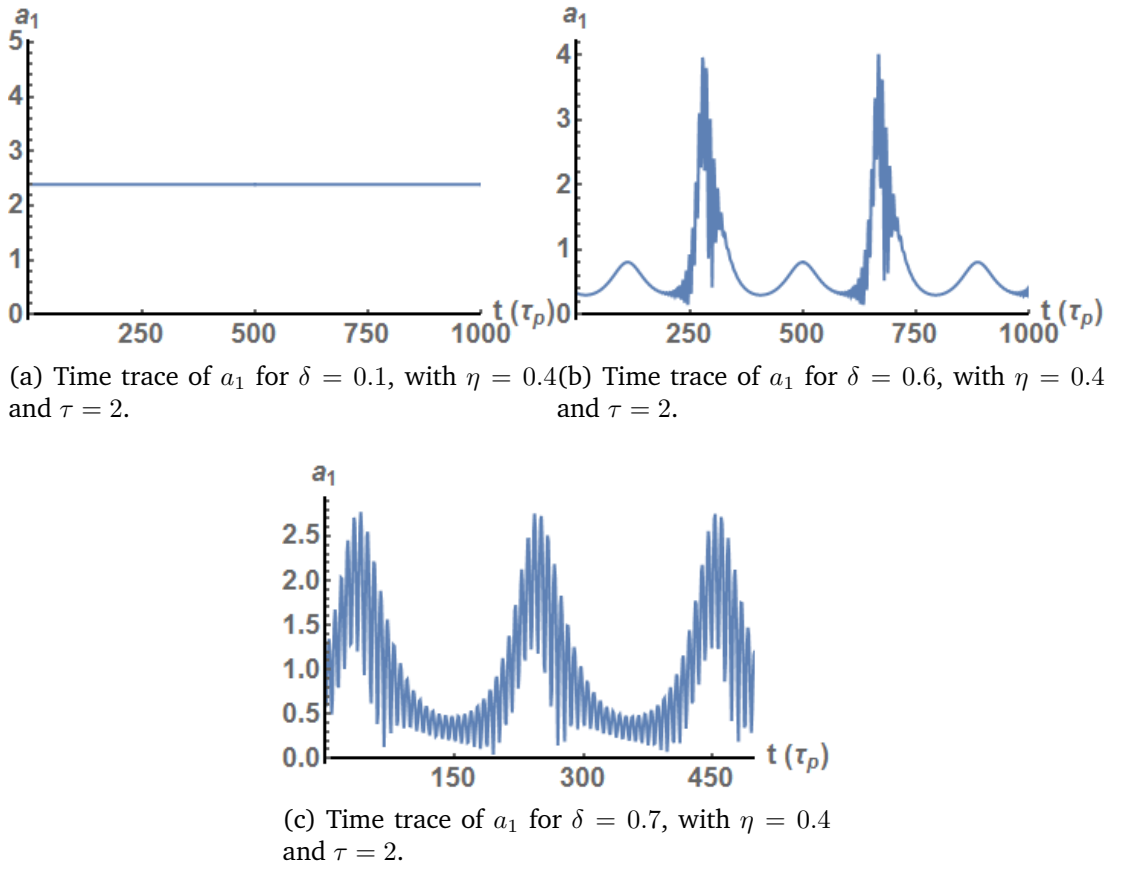 a₁
5
4
3
2
1
0
250
500
750
1000
t (τₚ)
a₁
4
3
2
1
0
250
500
750
1000
t (τₚ)
(a) Time trace of a₁ for δ = 0.1, with η = 0.4
and τ = 2.
(b) Time trace of a₁ for δ = 0.6, with η = 0.4
and τ = 2.
a₁
2.5
2.0
1.5
1.0
0.5
0.0
150
300
450
t (τₚ)
(c) Time trace of a₁ for δ = 0.7, with η = 0.4
and τ = 2.